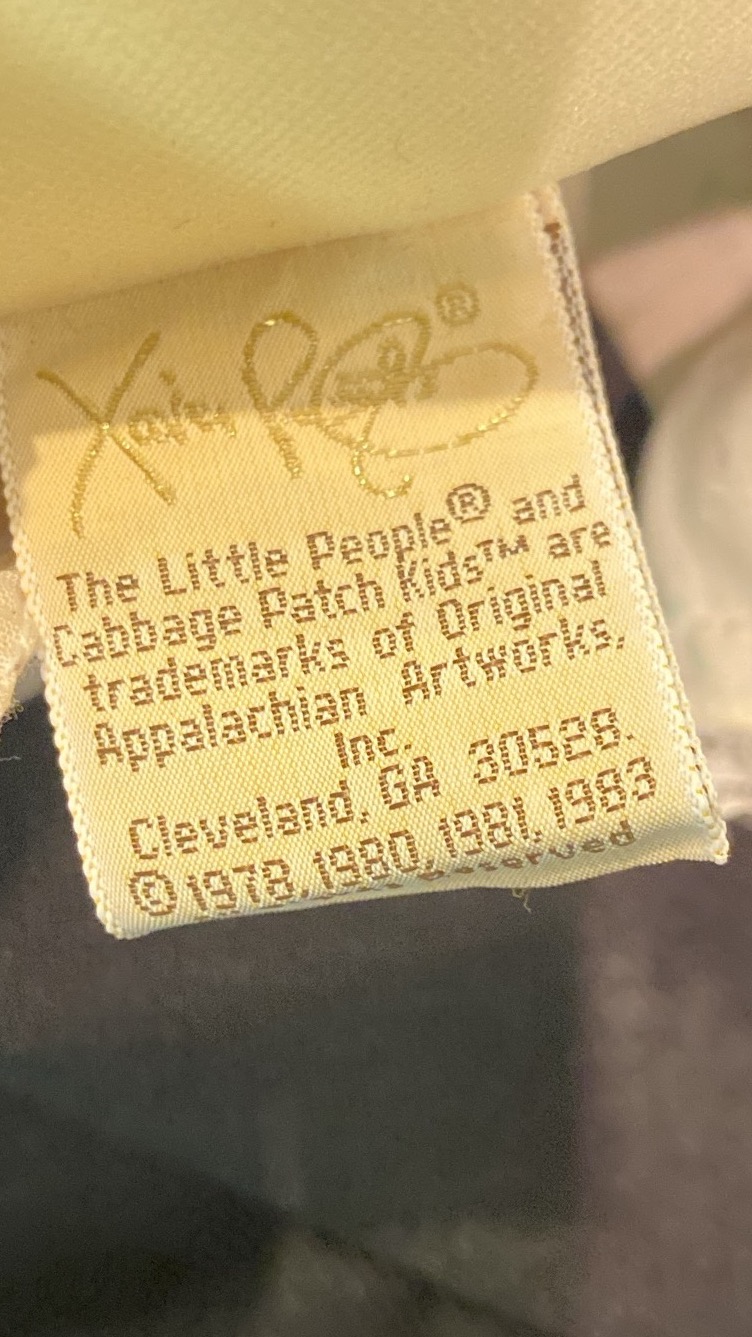 Xavier Roberts ®
The Little People® and
Cabbage Patch Kids™ are
trademarks of Original
Appalachian Artworks,
Inc.
Cleveland, GA 30528.
© 1978, 1980, 1981, 1983
Reserved